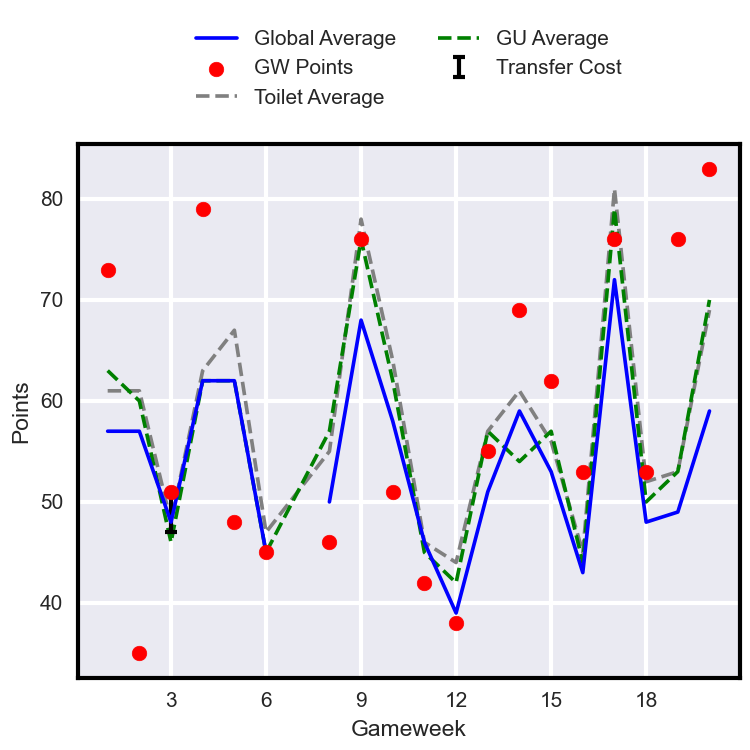 Global Average
GW Points
Toilet Average
GU Average
Transfer Cost
80
70
60
50
40
Points
3 6 9 12 15 18
Gameweek